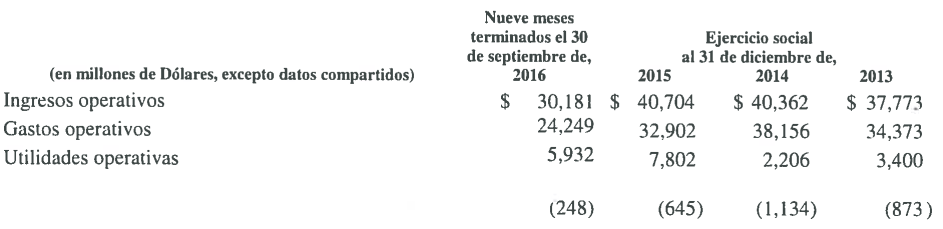 Nueve meses
terminados el 30
de septiembre de,
2016
Ejercicio social
al 31 de diciembre de,
2015 2014 2013
(en millones de Dólares, excepto datos compartidos)
Ingresos operativos $ 30,181 $ 40,704 $ 40,362 $ 37,773
Gastos operativos 24,249 32,902 38,156 34,373
Utilidades operativas 5,932 7,802 2,206 3,400
(248) (645) (1,134) (873)